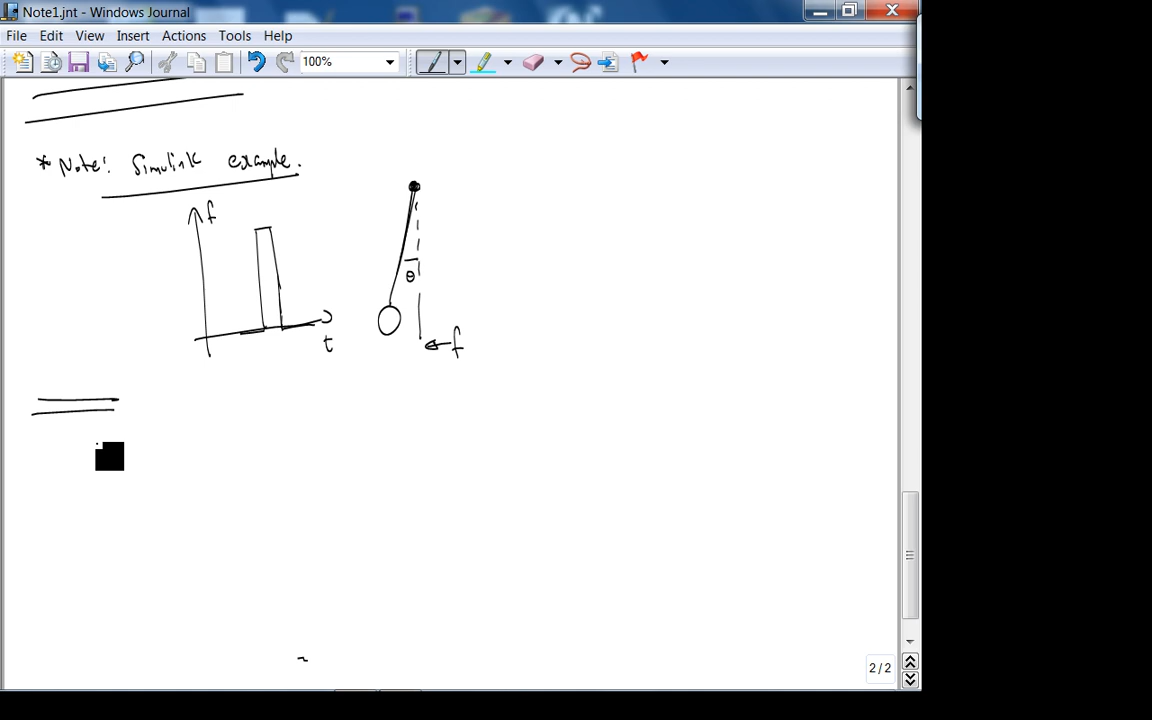 Note1.jnt - Windows Journal
File Edit View Insert Actions Tools Help
100%
* Note: Simulink example.
f
θ
t
f
2 / 2